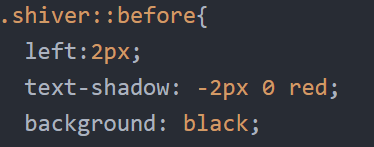 .shiver::before{
left:2px;
text-shadow: -2px 0 red;
background: black;